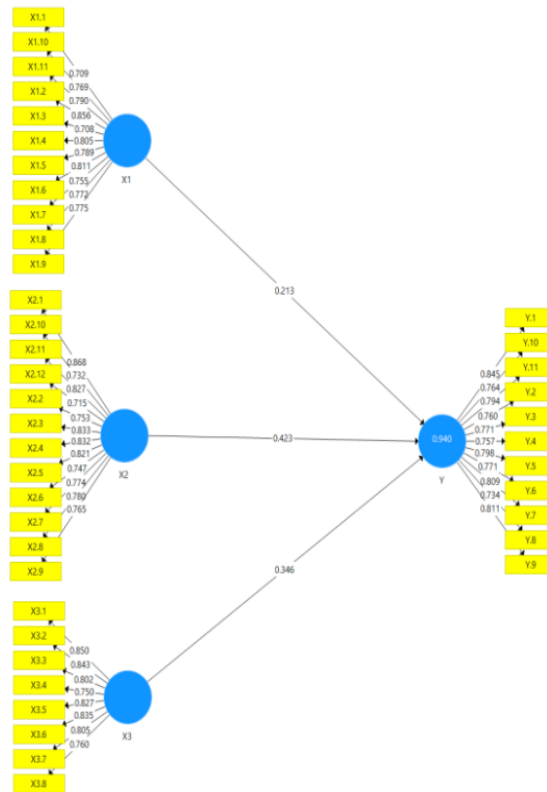 X1.1
X1.10
X1.11
X1.2
X1.3
X1.4
X1.5
X1.6
X1.7
X1.8
X1.9
0.709
0.769
0.790
0.856
0.708
0.805
0.789
0.811
0.755
0.772
0.775
X1
0.213
X2.1
X2.10
X2.11
X2.12
X2.2
X2.3
X2.4
X2.5
X2.6
X2.7
X2.8
X2.9
0.868
0.732
0.827
0.715
0.753
0.833
0.832
0.821
0.747
0.774
0.780
0.765
X2
0.423
X3.1
X3.2
X3.3
X3.4
X3.5
X3.6
X3.7
X3.8
0.850
0.843
0.802
0.750
0.827
0.835
0.805
0.760
X3
0.346
0.940
Y
0.845
0.764
0.794
0.760
0.771
0.757
0.798
0.771
0.809
0.734
0.811
Y.1
Y.10
Y.11
Y.2
Y.3
Y.4
Y.5
Y.6
Y.7
Y.8
Y.9